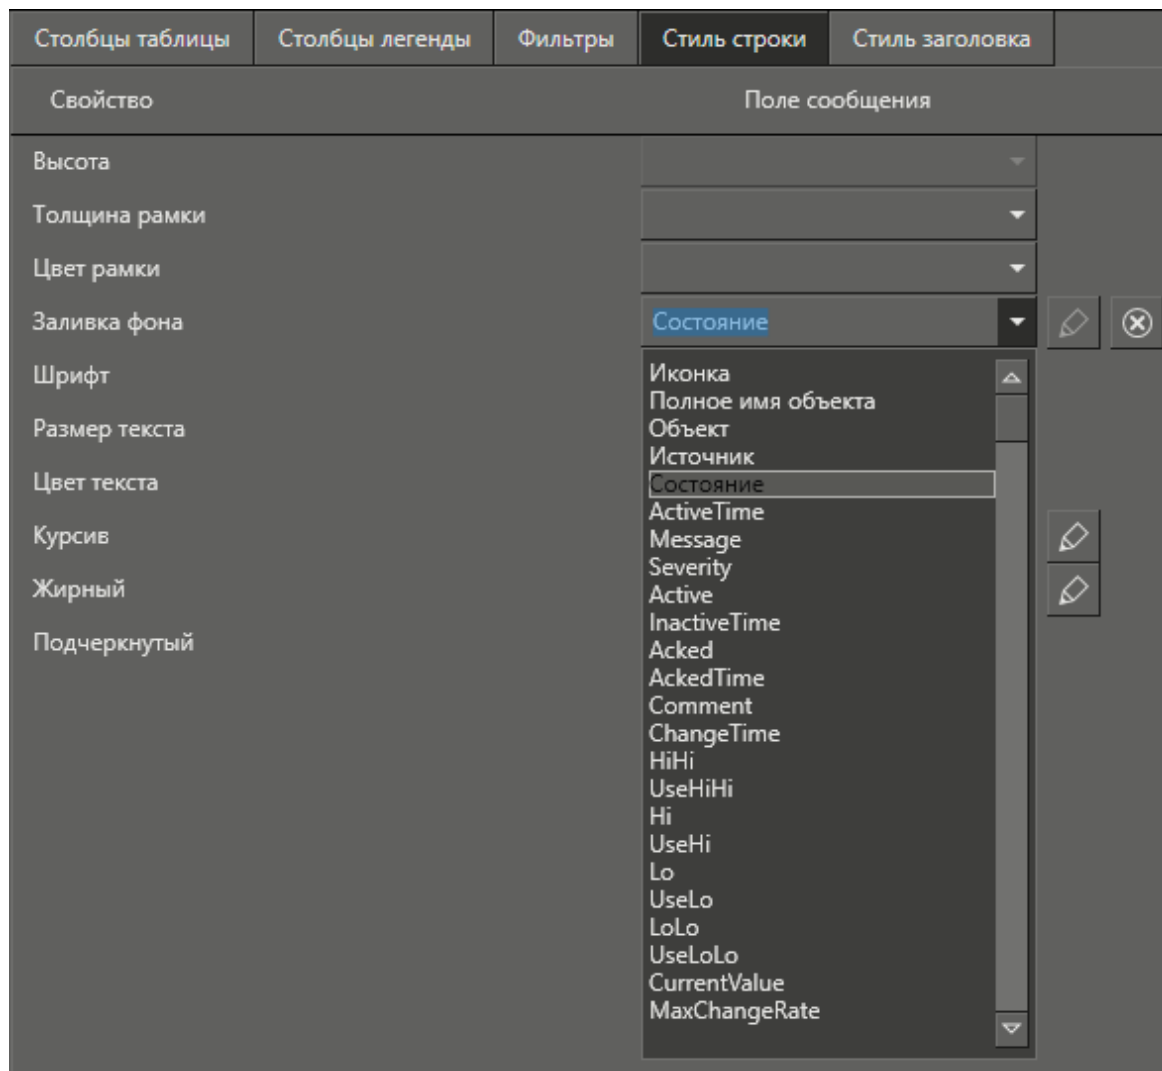 Столбцы таблицы Столбцы легенды Фильтры Стиль строки Стиль заголовка
Свойство Поле сообщения
Высота
Толщина рамки
Цвет рамки
Заливка фона Состояние
Шрифт
Размер текста
Цвет текста
Курсив
Жирный
Подчеркнутый
Иконка
Полное имя объекта
Объект
Источник
Состояние
ActiveTime
Message
Severity
Active
InactiveTime
Acked
AckedTime
Comment
ChangeTime
HiHi
UseHiHi
Hi
UseHi
Lo
UseLo
LoLo
UseLoLo
CurrentValue
MaxChangeRate